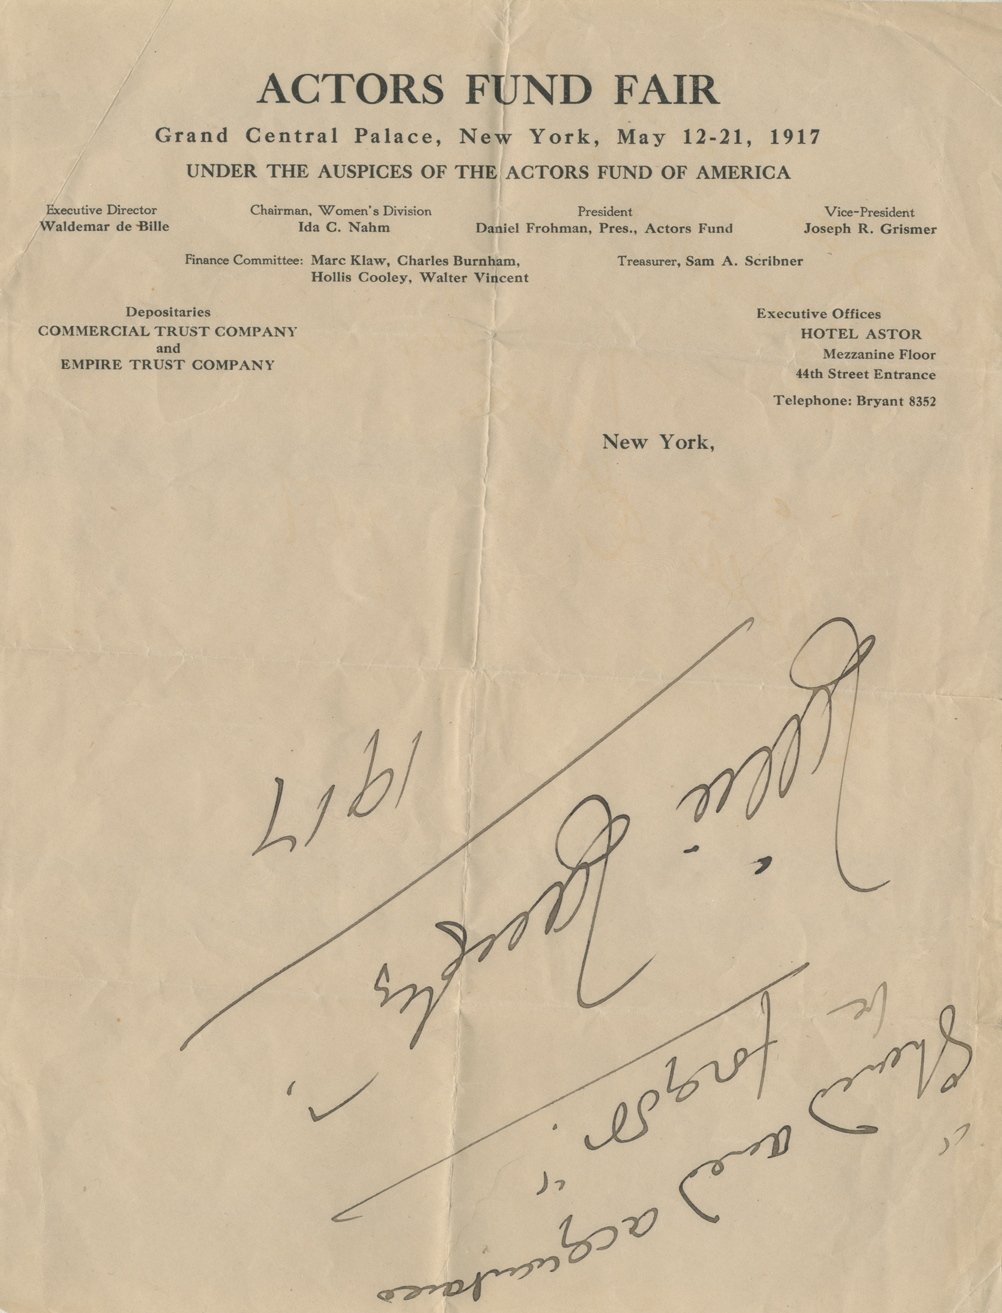 ACTORS FUND FAIR
Grand Central Palace, New York, May 12-21, 1917
UNDER THE AUSPICES OF THE ACTORS FUND OF AMERICA
Executive Director
Waldemar de Bille
Chairman, Women's Division
Ida C. Nahm
President
Daniel Frohman, Pres., Actors Fund
Vice-President
Joseph R. Grismer
Finance Committee: Marc Klaw, Charles Burnham,
Hollis Cooley, Walter Vincent
Treasurer, Sam A. Scribner
Depositaries
COMMERCIAL TRUST COMPANY
and
EMPIRE TRUST COMPANY
Executive Offices
HOTEL ASTOR
Mezzanine Floor
44th Street Entrance
Telephone: Bryant 8352
New York,
"Should auld acquaintance
be forgot."
Billie
1917